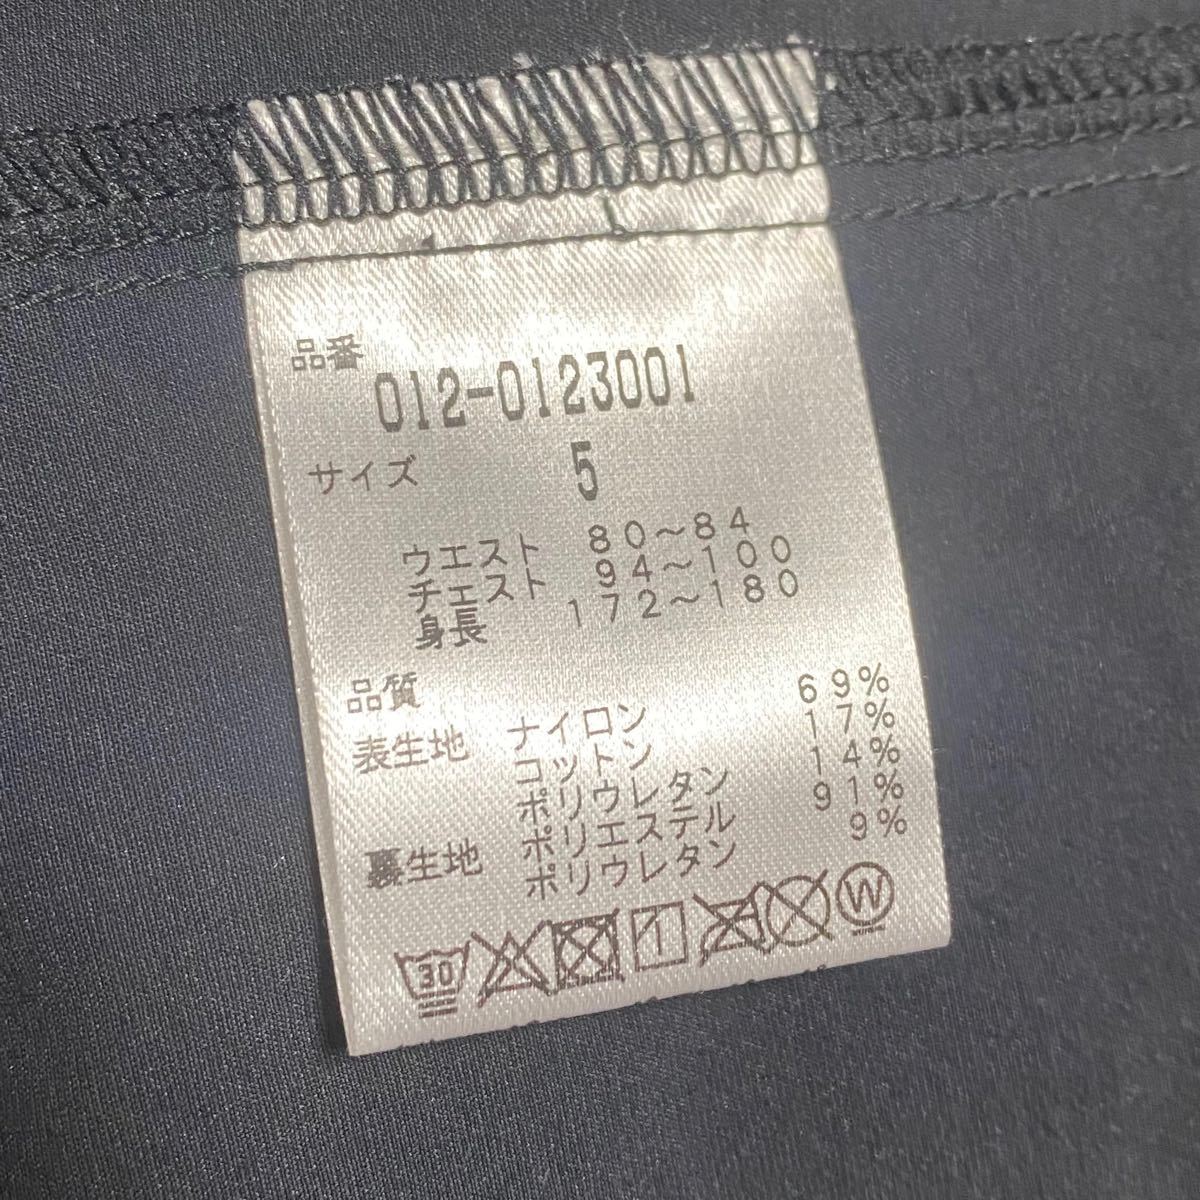 品番
012-0123001
サイズ 5
ウエスト 80～84
チェスト 94～100
身長 172～180
品質
表生地 ナイロン 69%
コットン 17%
ポリウレタン 14%
裏生地 ポリエステル 91%
ポリウレタン 9%
30 W